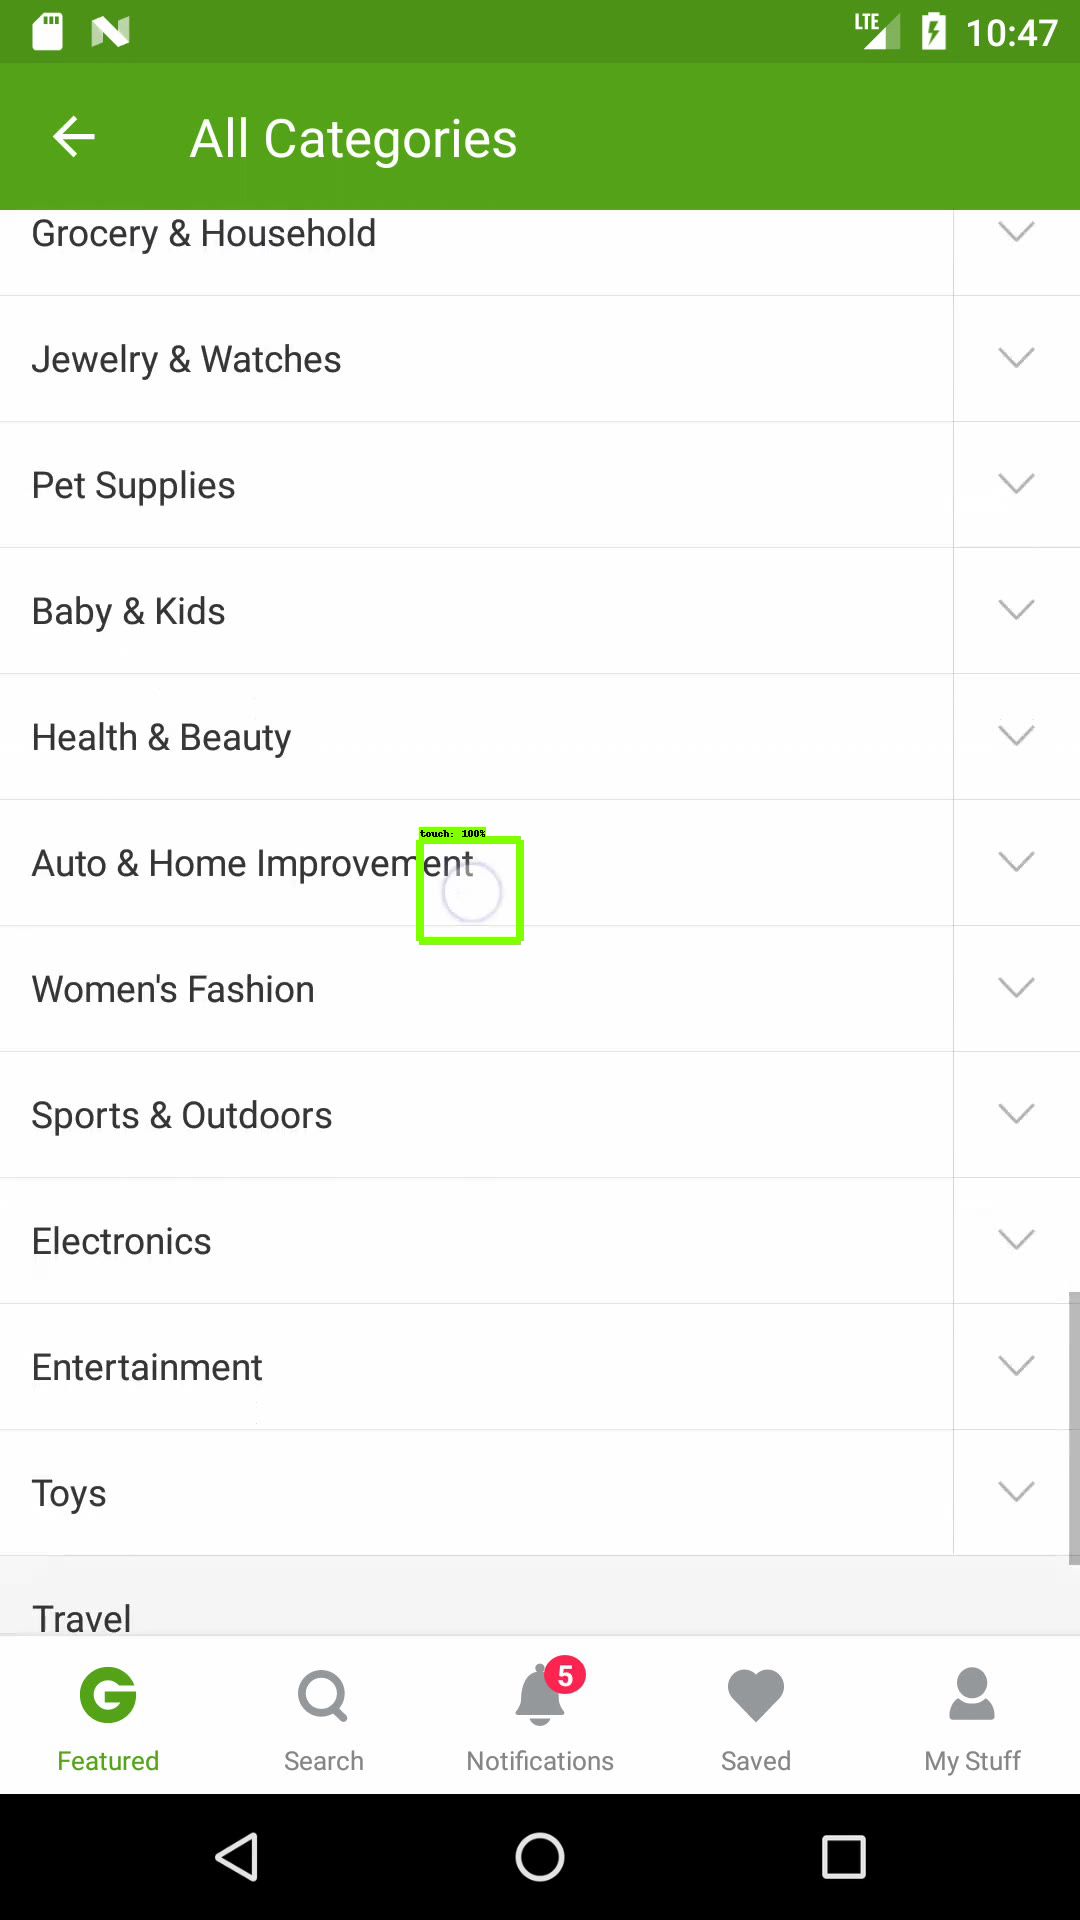 LTE 10:47
All Categories
Grocery & Household
Jewelry & Watches
Pet Supplies
Baby & Kids
Health & Beauty
touch: 100%
Auto & Home Improvement
Women's Fashion
Sports & Outdoors
Electronics
Entertainment
Toys
Travel
5
Featured Search Notifications Saved My Stuff